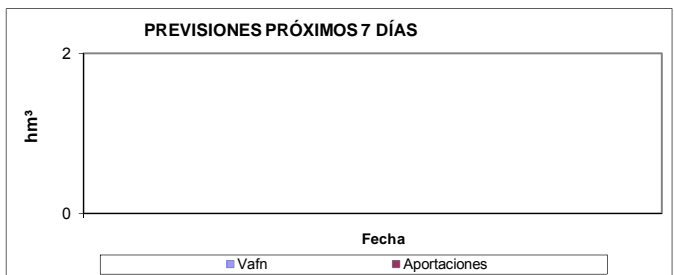 PREVISIONES PRÓXIMOS 7 DÍAS
2
hm³
0
Fecha
Vafn Aportaciones